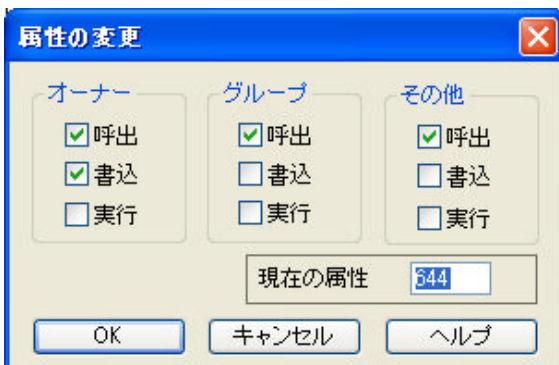 属性の変更
オーナー グループ その他
呼出 呼出 呼出
書込 書込 書込
実行 実行 実行
現在の属性 644
OK キャンセル ヘルプ